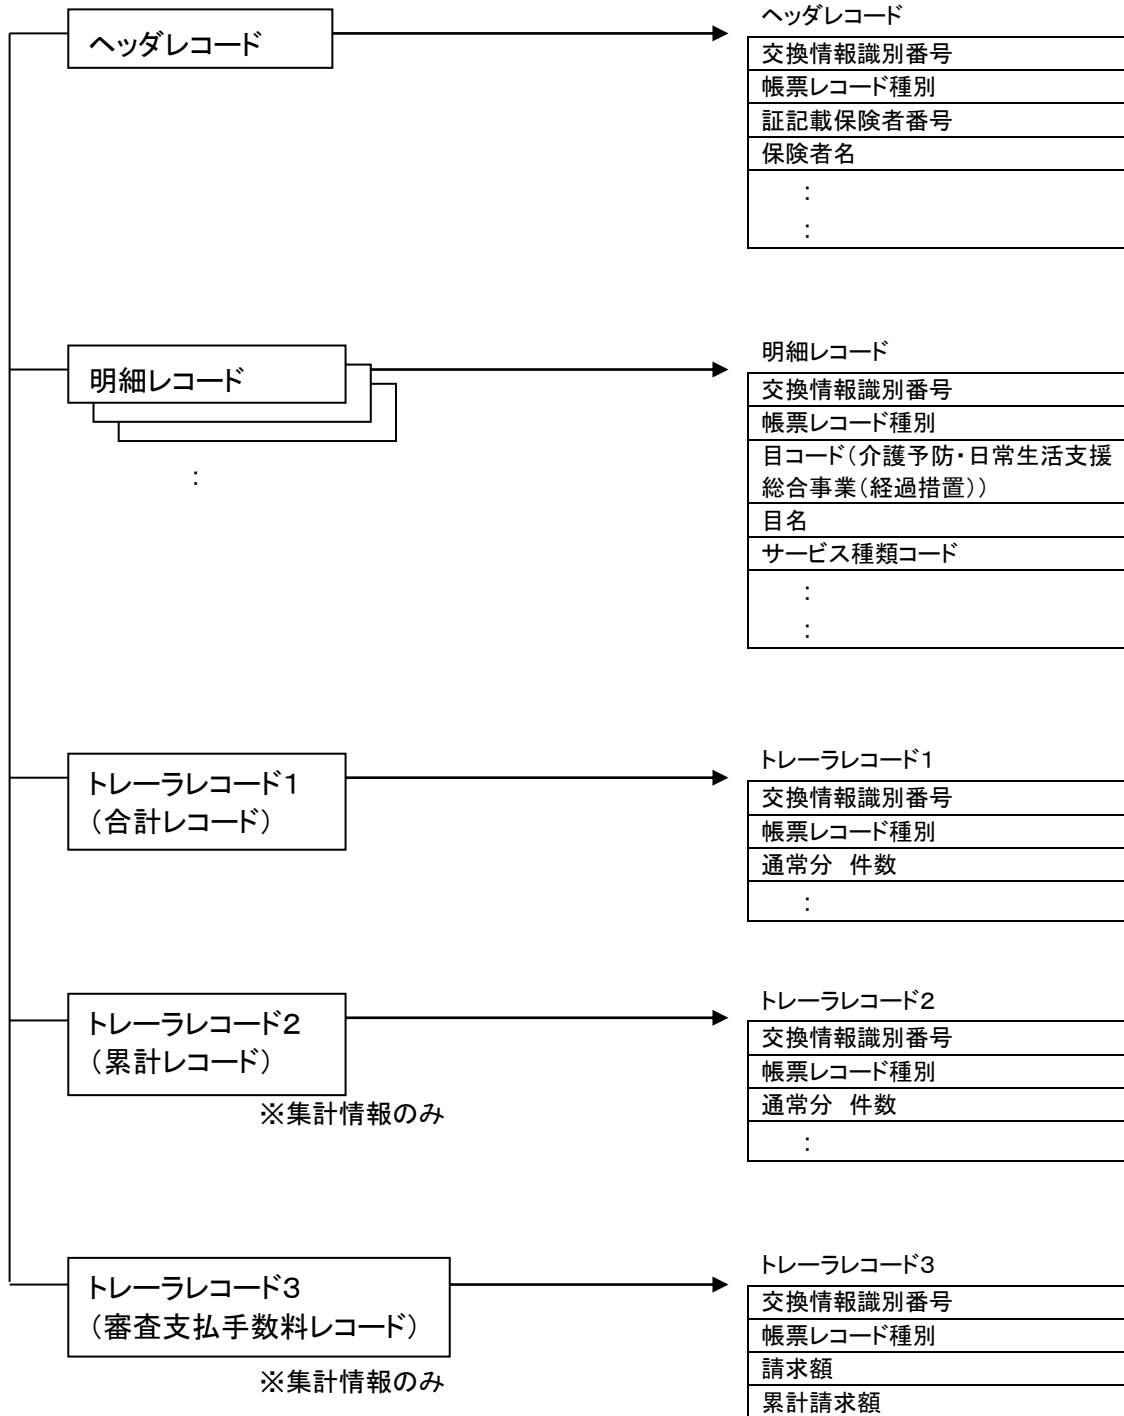 ヘッダレコード
ヘッダレコード
交換情報識別番号
帳票レコード種別
証記載保険者番号
保険者名
:
:
明細レコード
:
明細レコード
交換情報識別番号
帳票レコード種別
目コード(介護予防・日常生活支援
総合事業(経過措置))
目名
サービス種類コード
:
:
トレーラレコード1
(合計レコード)
トレーラレコード1
交換情報識別番号
帳票レコード種別
通常分　件数
:
トレーラレコード2
(累計レコード)
※集計情報のみ
トレーラレコード2
交換情報識別番号
帳票レコード種別
通常分　件数
:
トレーラレコード3
(審査支払手数料レコード)
※集計情報のみ
トレーラレコード3
交換情報識別番号
帳票レコード種別
請求額
累計請求額